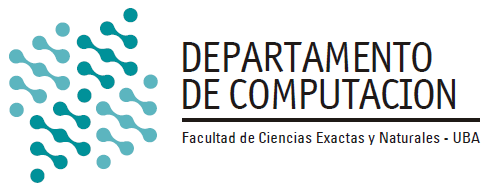 DEPARTAMENTO
DE COMPUTACION
Facultad de Ciencias Exactas y Naturales - UBA